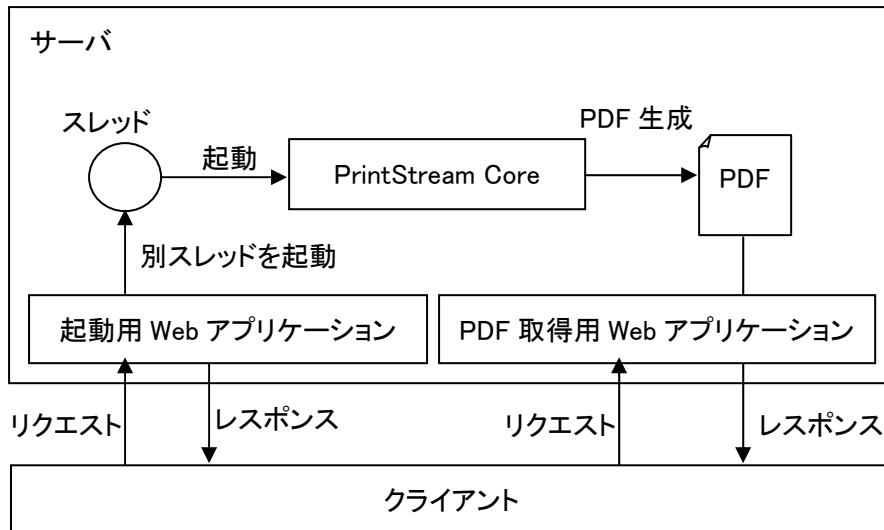 サーバ
スレッド
起動
PrintStream Core
PDF 生成
PDF
別スレッドを起動
起動用 Web アプリケーション
PDF 取得用 Web アプリケーション
リクエスト
レスポンス
リクエスト
レスポンス
クライアント